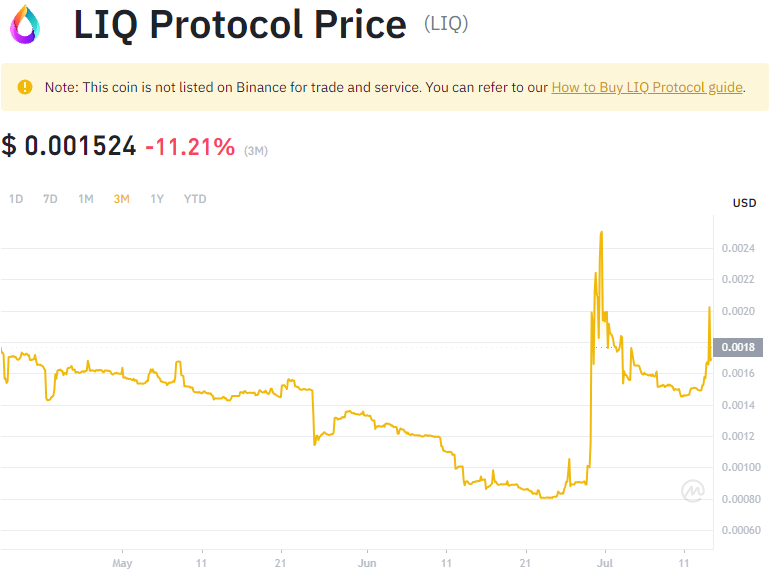 LIQ Protocol Price (LIQ)
Note: This coin is not listed on Binance for trade and service. You can refer to our How to Buy LIQ Protocol guide.
$ 0.001524 -11.21% (3M)
1D 7D 1M 3M 1Y YTD
USD
0.0024
0.0022
0.0020
0.0018
0.0016
0.0014
0.0012
0.00100
0.00080
0.00060
May 11 21 Jun 11 21 Jul 11